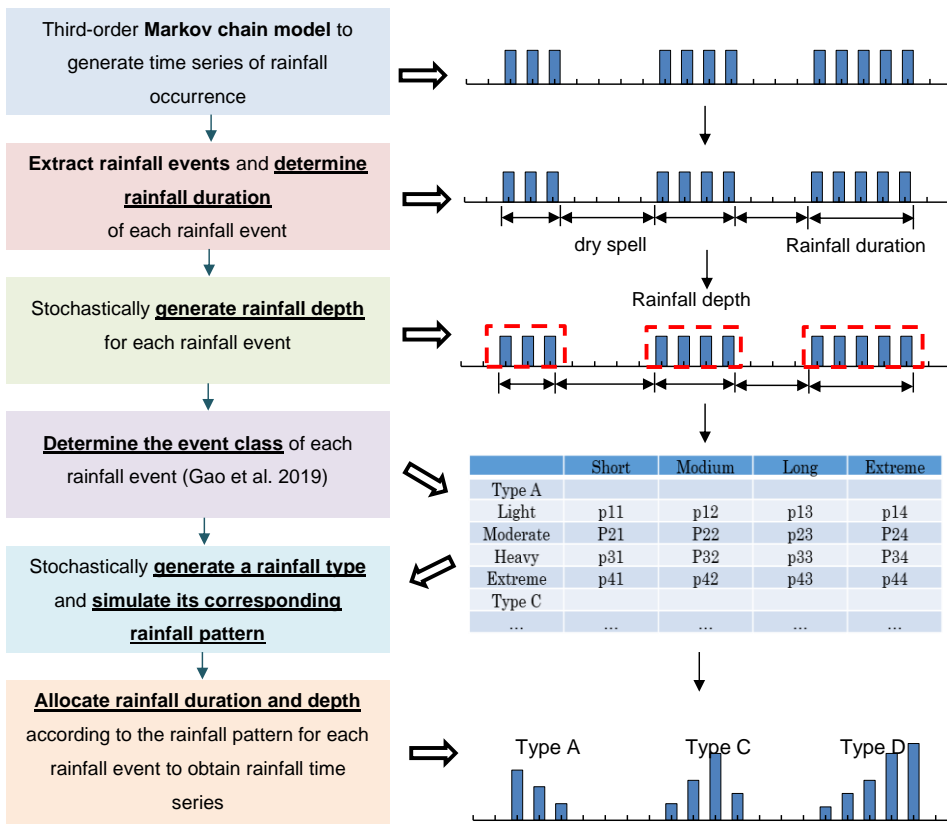 Third-order Markov chain model to
generate time series of rainfall
occurrence
Extract rainfall events and determine
rainfall duration
of each rainfall event
dry spell
Rainfall duration
Stochastically generate rainfall depth
for each rainfall event
Rainfall depth
Determine the event class of each
rainfall event (Gao et al. 2019)
Short Modium Long Extreme
Type A
Light p11 p12 p13 p14
Moderate P21 P22 p23 P24
Heavy p31 P32 p33 P34
Extreme p41 p42 p43 p44
Type C
... ... ... ... ...
Stochastically generate a rainfall type
and simulate its corresponding
rainfall pattern
Allocate rainfall duration and depth
according to the rainfall pattern for each
rainfall event to obtain rainfall time
series
Type A
Type C
Type D